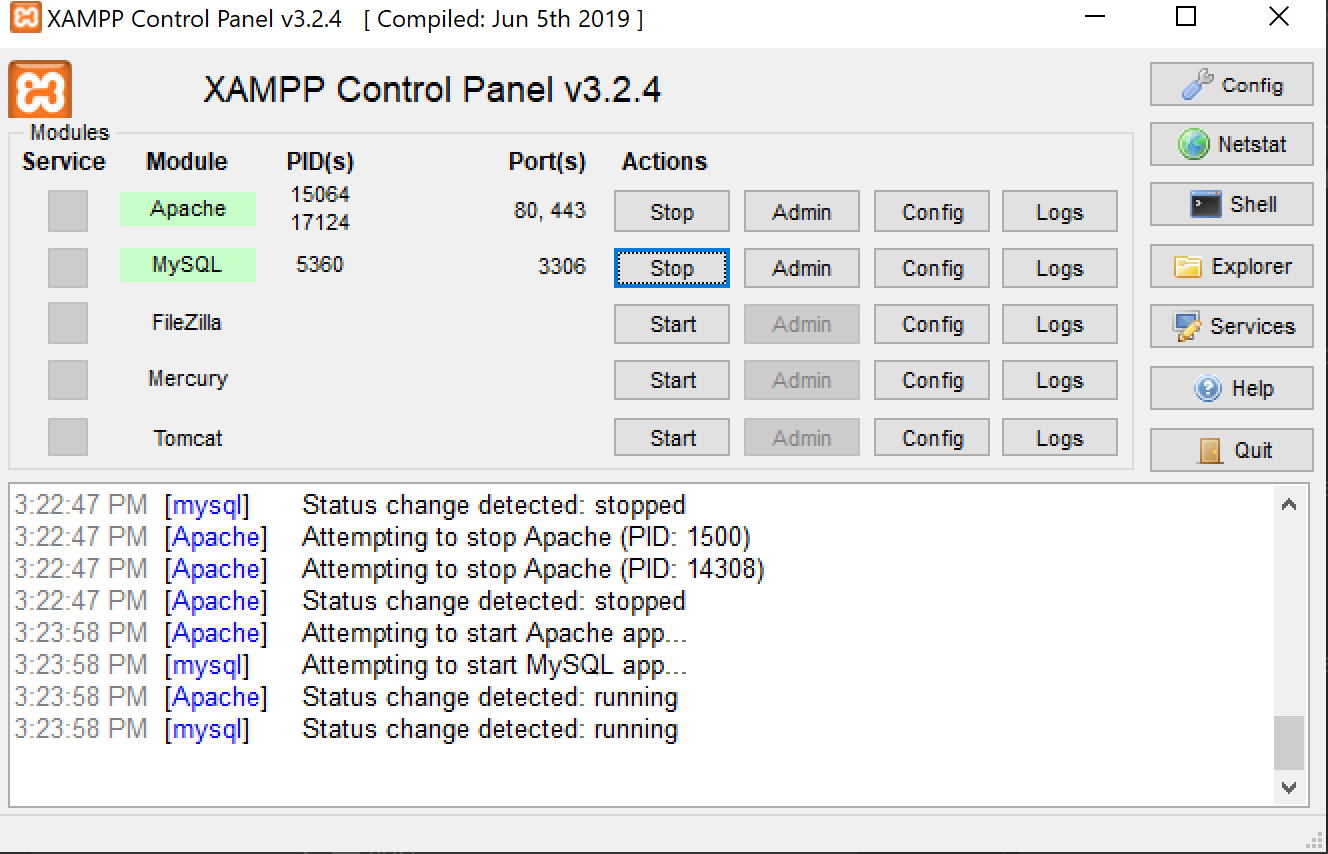 XAMPP Control Panel v3.2.4 [ Compiled: Jun 5th 2019 ]
XAMPP Control Panel v3.2.4
Config
Netstat
Shell
Explorer
Services
Help
Quit
Modules
Service Module PID(s) Port(s) Actions
Apache 15064 17124 80, 443 Stop Admin Config Logs
MySQL 5360 3306 Stop Admin Config Logs
FileZilla Start Admin Config Logs
Mercury Start Admin Config Logs
Tomcat Start Admin Config Logs
3:22:47 PM [mysql] Status change detected: stopped
3:22:47 PM [Apache] Attempting to stop Apache (PID: 1500)
3:22:47 PM [Apache] Attempting to stop Apache (PID: 14308)
3:22:47 PM [Apache] Status change detected: stopped
3:23:58 PM [Apache] Attempting to start Apache app...
3:23:58 PM [mysql] Attempting to start MySQL app...
3:23:58 PM [Apache] Status change detected: running
3:23:58 PM [mysql] Status change detected: running